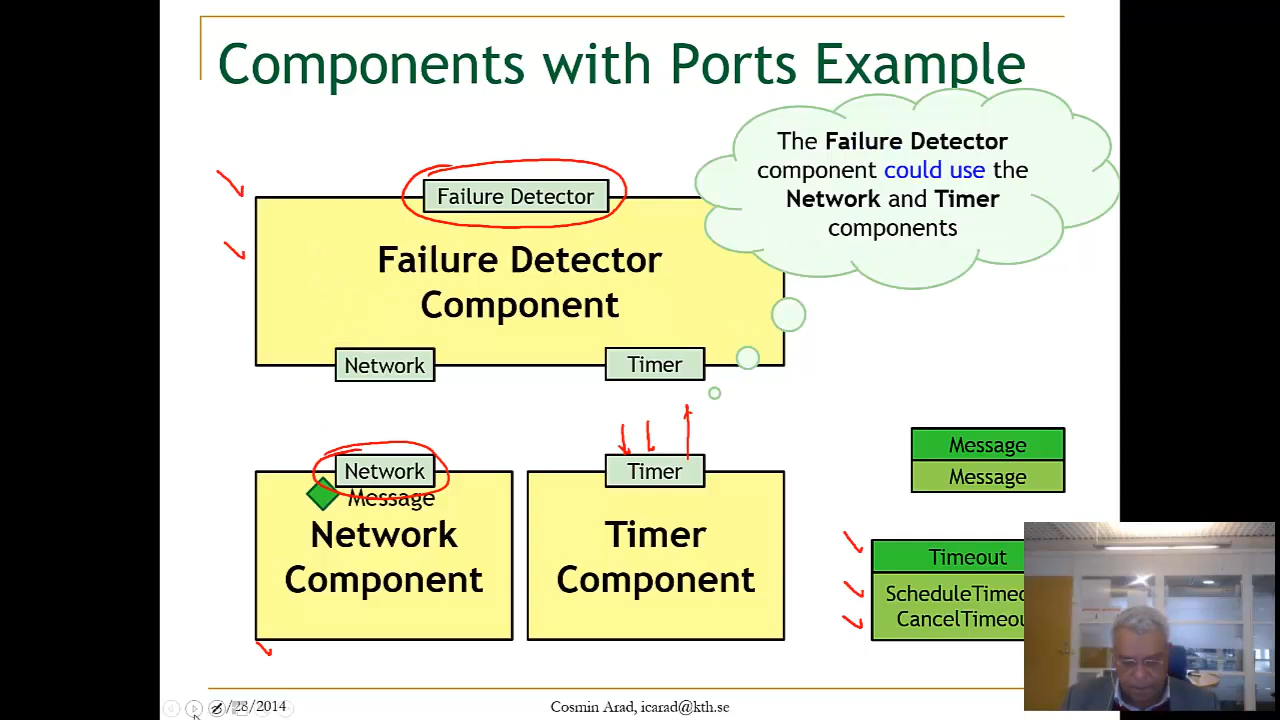 Components with Ports Example
The Failure Detector
component could use the
Network and Timer
components
Failure Detector
Failure Detector
Component
Network
Timer
Network
Message
Network
Component
Timer
Timer
Component
Message
Message
Timeout
ScheduleTimeo
CancelTimeou
/28/2014
Cosmin Arad, icarad@kth.se